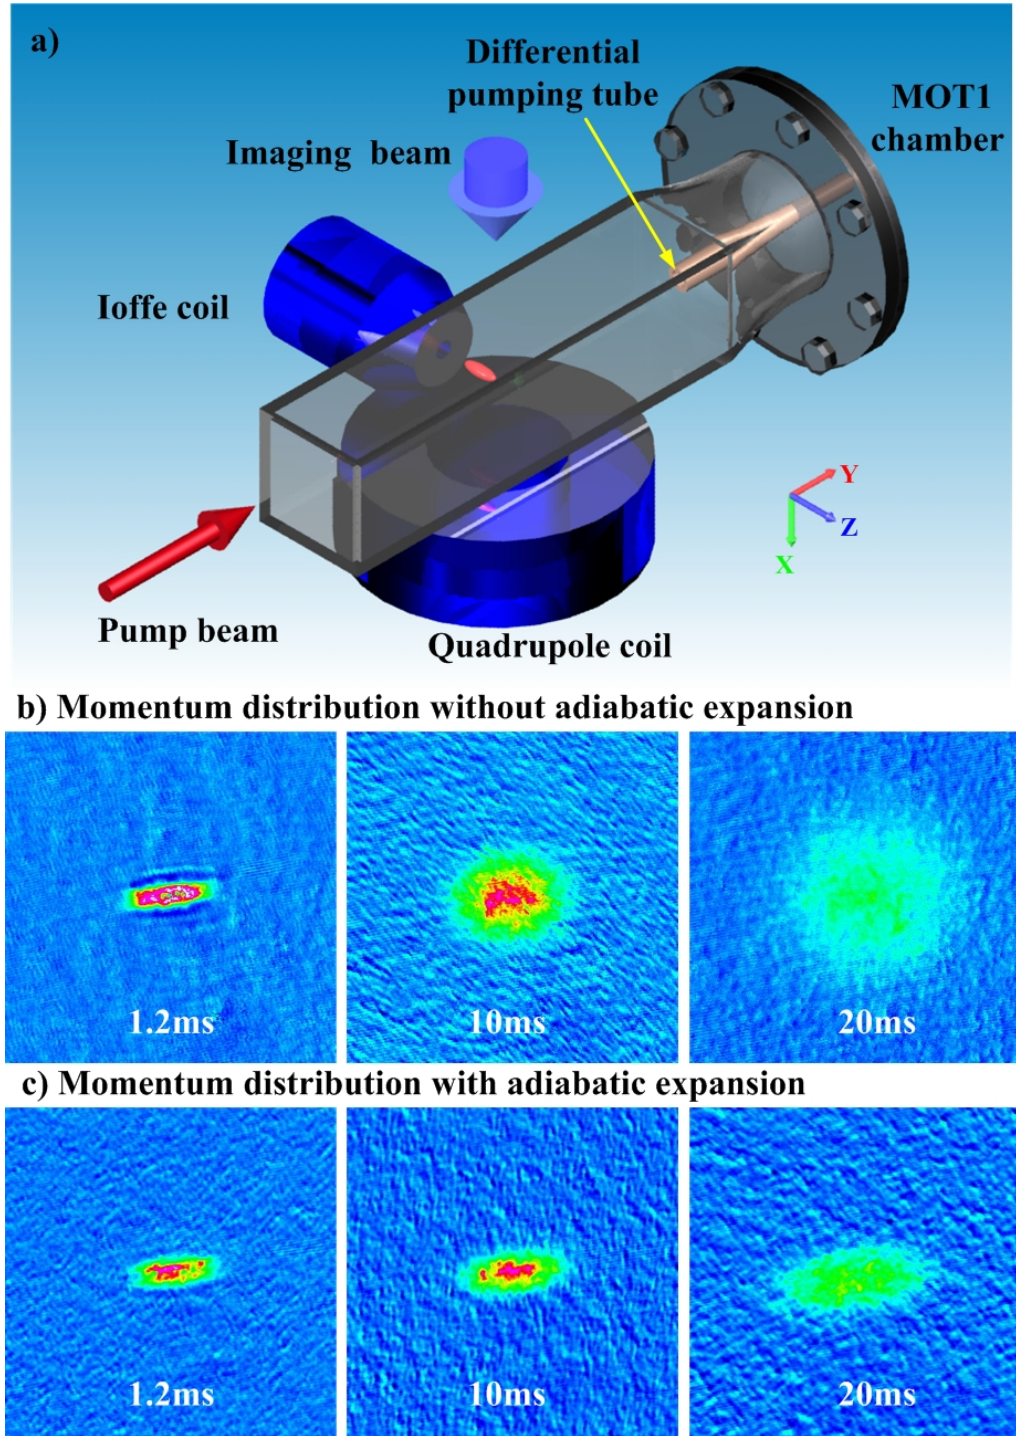 a)
Differential
pumping tube
MOT1
chamber
Imaging beam
Ioffe coil
Y
Z
X
Pump beam
Quadrupole coil
b) Momentum distribution without adiabatic expansion
1.2ms
10ms
20ms
c) Momentum distribution with adiabatic expansion
1.2ms
10ms
20ms